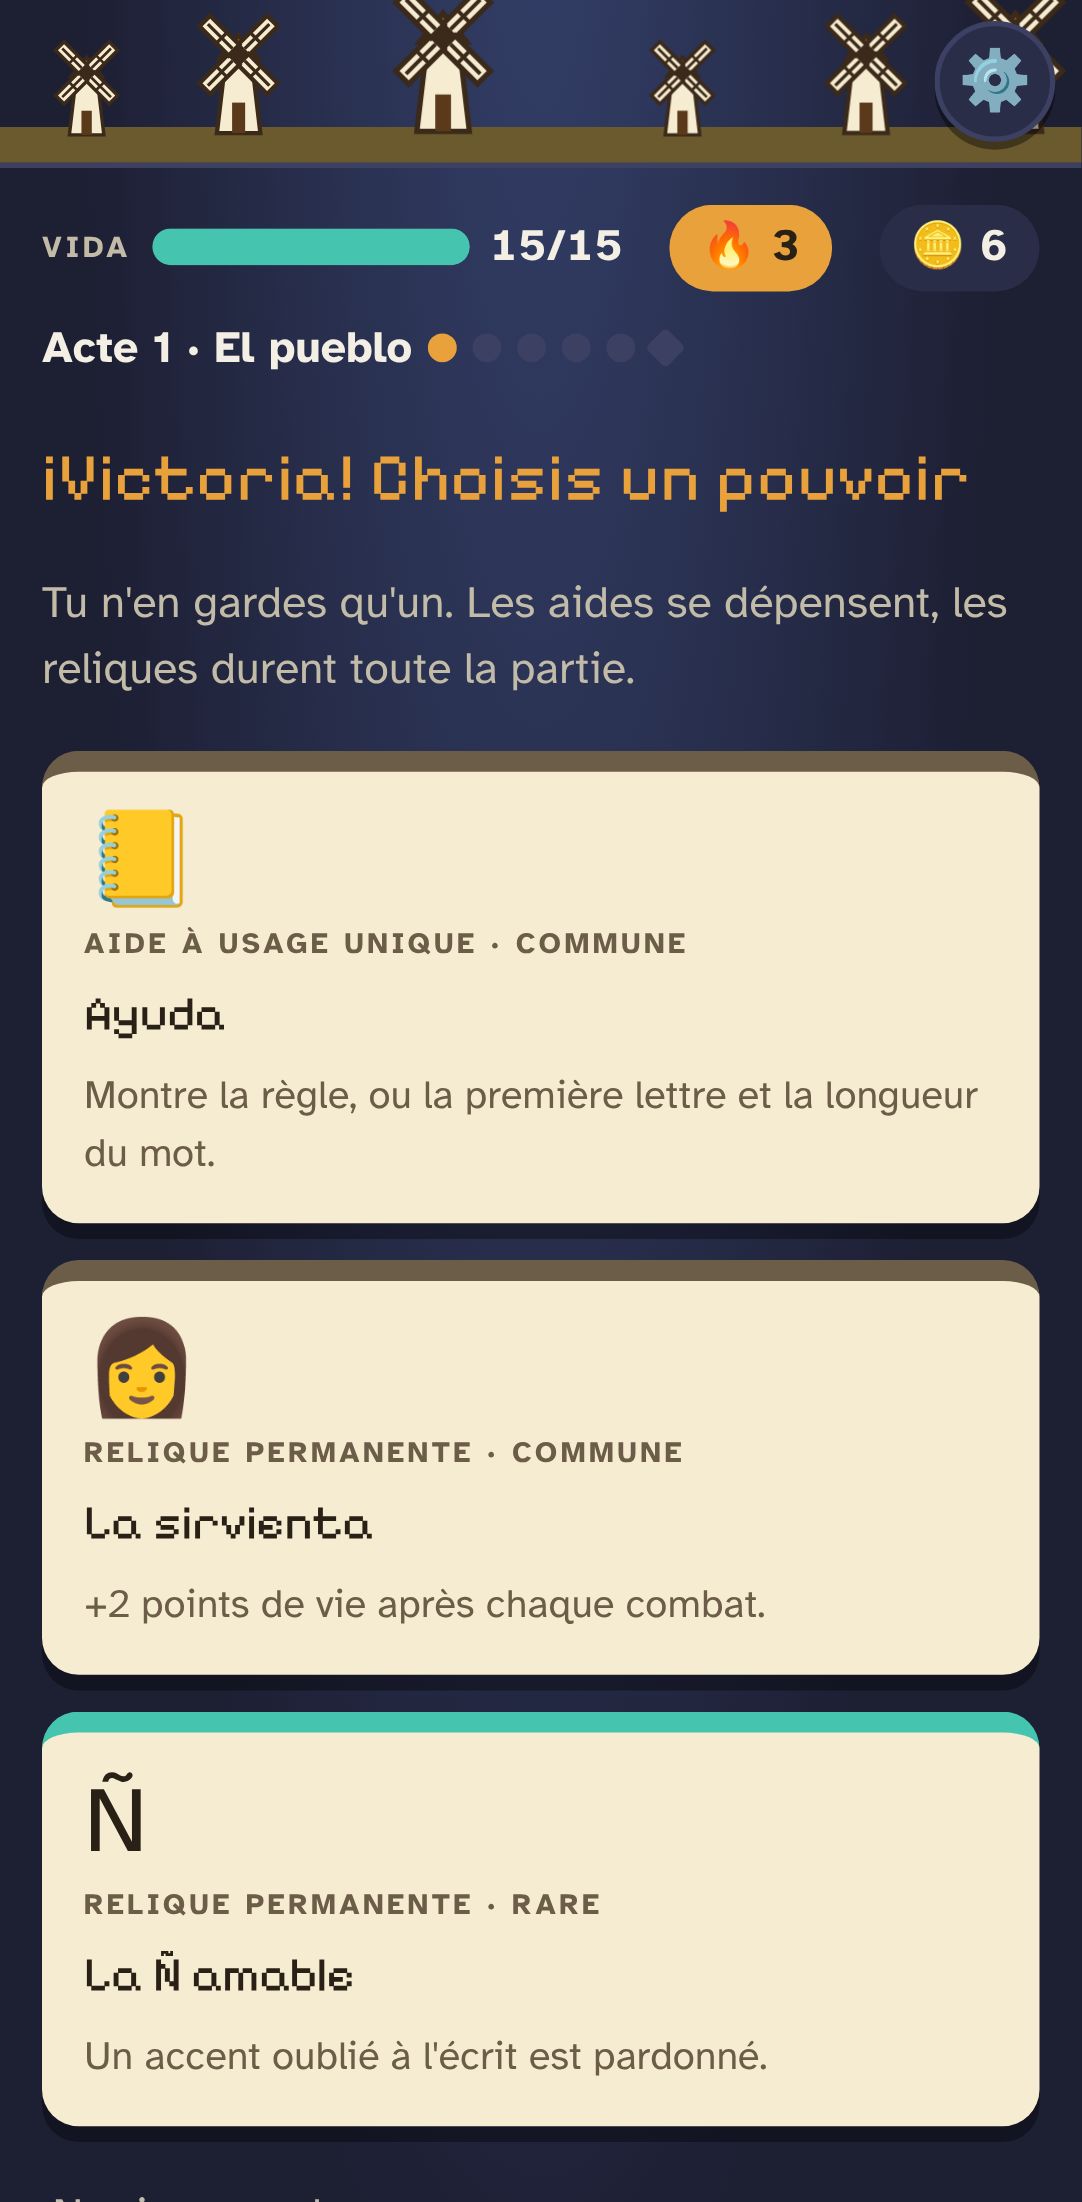 VIDA 15/15 3 6
Acte 1 · El pueblo
¡Victoria! Choisis un pouvoir
Tu n'en gardes qu'un. Les aides se dépensent, les
reliques durent toute la partie.
AIDE À USAGE UNIQUE · COMMUNE
Ayuda
Montre la règle, ou la première lettre et la longueur
du mot.
RELIQUE PERMANENTE · COMMUNE
La sirvienta
+2 points de vie après chaque combat.
Ñ
RELIQUE PERMANENTE · RARE
La Ñ amable
Un accent oublié à l'écrit est pardonné.